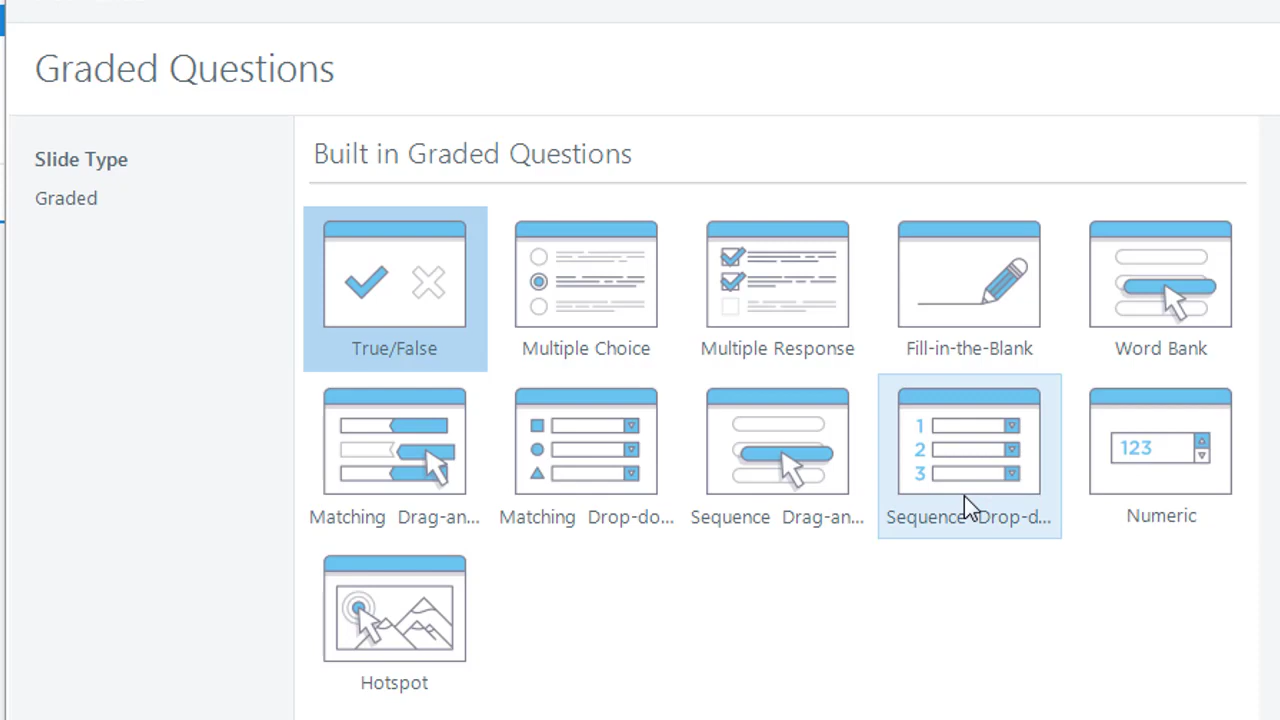 Graded Questions
Slide Type
Graded
Built in Graded Questions
True/False
Multiple Choice
Multiple Response
Fill-in-the-Blank
Word Bank
1
2
3
123
Matching Drag-an...
Matching Drop-do...
Sequence Drag-an...
Sequence Drop-d...
Numeric
Hotspot